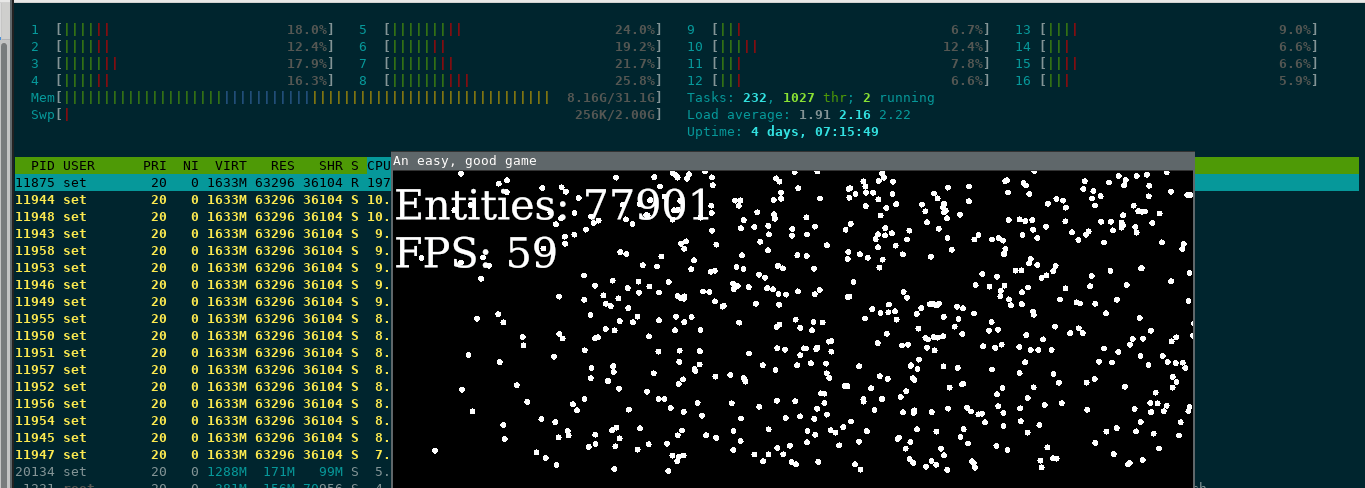 1 [||||||| 18.0%] 5 [||||||||| 24.0%] 9 [||| 6.7%] 13 [|||| 9.0%]
2 [|||||| 12.4%] 6 [||||||| 19.2%] 10 [||||| 12.4%] 14 [||| 6.6%]
3 [||||||| 17.9%] 7 [|||||||| 21.7%] 11 [||| 7.8%] 15 [|||| 6.6%]
4 [|||||| 16.3%] 8 [|||||||||| 25.8%] 12 [||| 6.6%] 16 [||| 5.9%]
Mem[||||||||||||||||||||||||||||||||||||||||||||||||||||||||||||| 8.16G/31.1G] Tasks: 232, 1027 thr; 2 running
Swp[| 256K/2.00G] Load average: 1.91 2.16 2.22
Uptime: 4 days, 07:15:49
PID USER PRI NI VIRT RES SHR S CPU
11875 set 20 0 1633M 63296 36104 R 197
11944 set 20 0 1633M 63296 36104 S 10.
11948 set 20 0 1633M 63296 36104 S 10.
11943 set 20 0 1633M 63296 36104 S 9.
11958 set 20 0 1633M 63296 36104 S 9.
11953 set 20 0 1633M 63296 36104 S 9.
11946 set 20 0 1633M 63296 36104 S 9.
11949 set 20 0 1633M 63296 36104 S 9.
11955 set 20 0 1633M 63296 36104 S 8.
11950 set 20 0 1633M 63296 36104 S 8.
11951 set 20 0 1633M 63296 36104 S 8.
11957 set 20 0 1633M 63296 36104 S 8.
11952 set 20 0 1633M 63296 36104 S 8.
11956 set 20 0 1633M 63296 36104 S 8.
11954 set 20 0 1633M 63296 36104 S 8.
11945 set 20 0 1633M 63296 36104 S 8.
11947 set 20 0 1633M 63296 36104 S 7.
20134 set 20 0 1288M 171M 99M S 5.
An easy, good game
Entities: 77901
FPS: 59